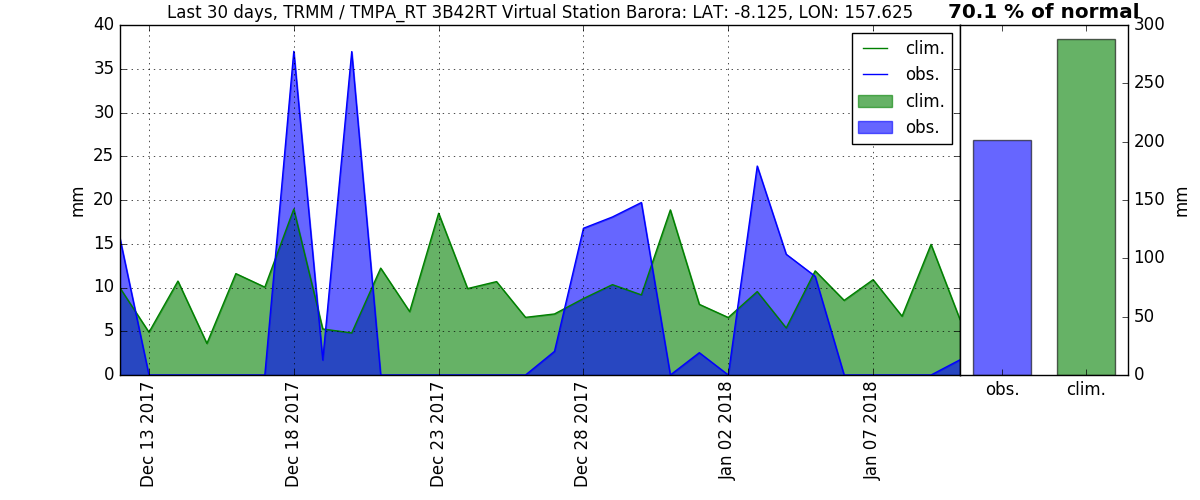 Last 30 days, TRMM / TMPA_RT 3B42RT Virtual Station Barora: LAT: -8.125, LON: 157.625
70.1 % of normal
40
35
30
25
20
15
10
5
0
mm
clim.
obs.
clim.
obs.
300
250
200
150
100
50
0
mm
Dec 13 2017
Dec 18 2017
Dec 23 2017
Dec 28 2017
Jan 02 2018
Jan 07 2018
obs.
clim.